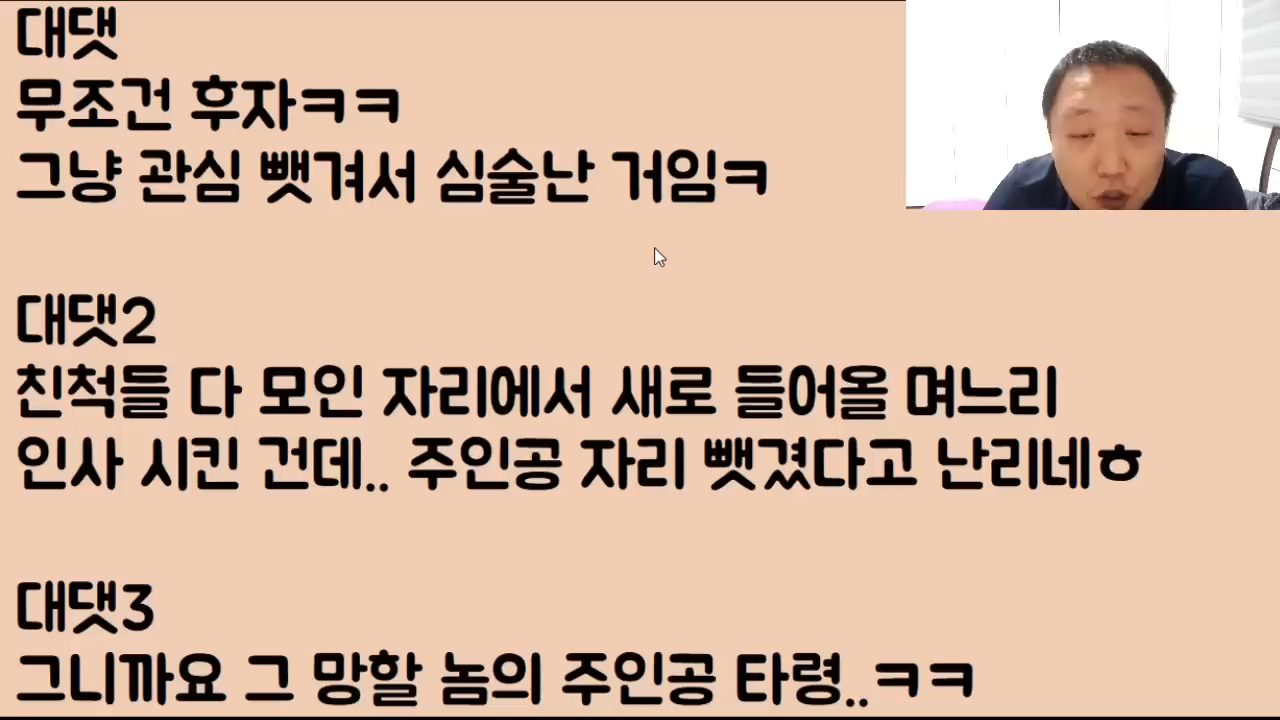 대댓
무조건 후자ㅋㅋ
그냥 관심 뺏겨서 심술난 거임ㅋ
대댓2
친척들 다 모인 자리에서 새로 들어올 며느리
인사 시킨 건데.. 주인공 자리 뺏겼다고 난리네ㅎ
대댓3
그니까요 그 망할 놈의 주인공 타령..ㅋㅋ